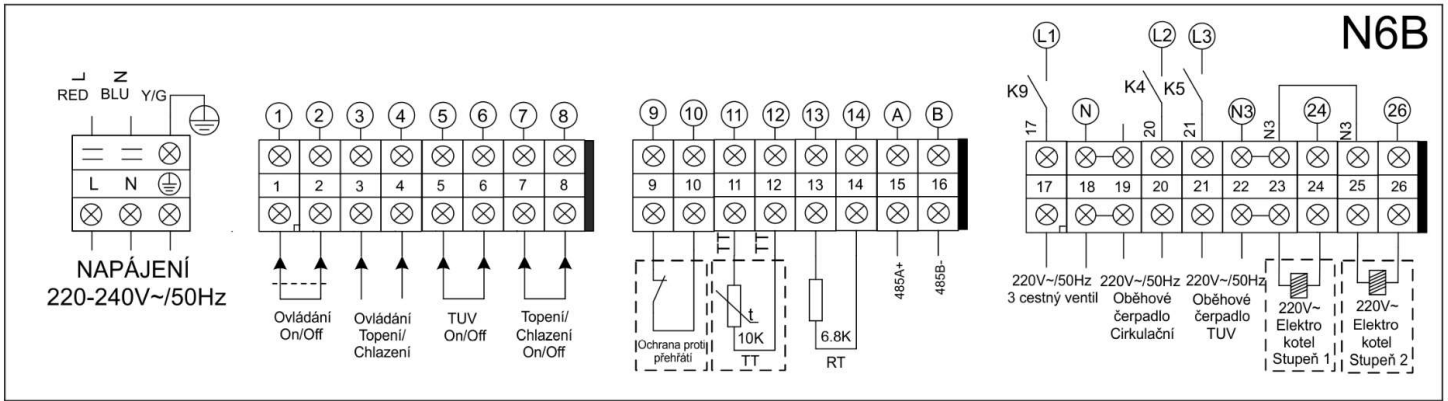 N6B
L N
RED BLU Y/G
L N
NAPÁJENÍ
220-240V~/50Hz
1 2 3 4 5 6 7 8
1 2 3 4 5 6 7 8
Ovládání
On/Off
Ovládání
Topení/
Chlazení
TUV
On/Off
Topení/
Chlazení
On/Off
9 10 11 12 13 14 A B
9 10 11 12 13 14 15 16
TT TT
Ochrana proti
přehřátí
t
10K
TT
6.8K
RT
485A+
485B-
L1 L2 L3
K9 K4 K5
N N3 24 26
17 20 21 N3 N3
17 18 19 20 21 22 23 24 25 26
220V~/50Hz
3 cestný ventil
220V~/50Hz
Oběhové
čerpadlo
Cirkulační
220V~/50Hz
Oběhové
čerpadlo
TUV
220V~
Elektro
kotel
Stupeň 1
220V~
Elektro
kotel
Stupeň 2